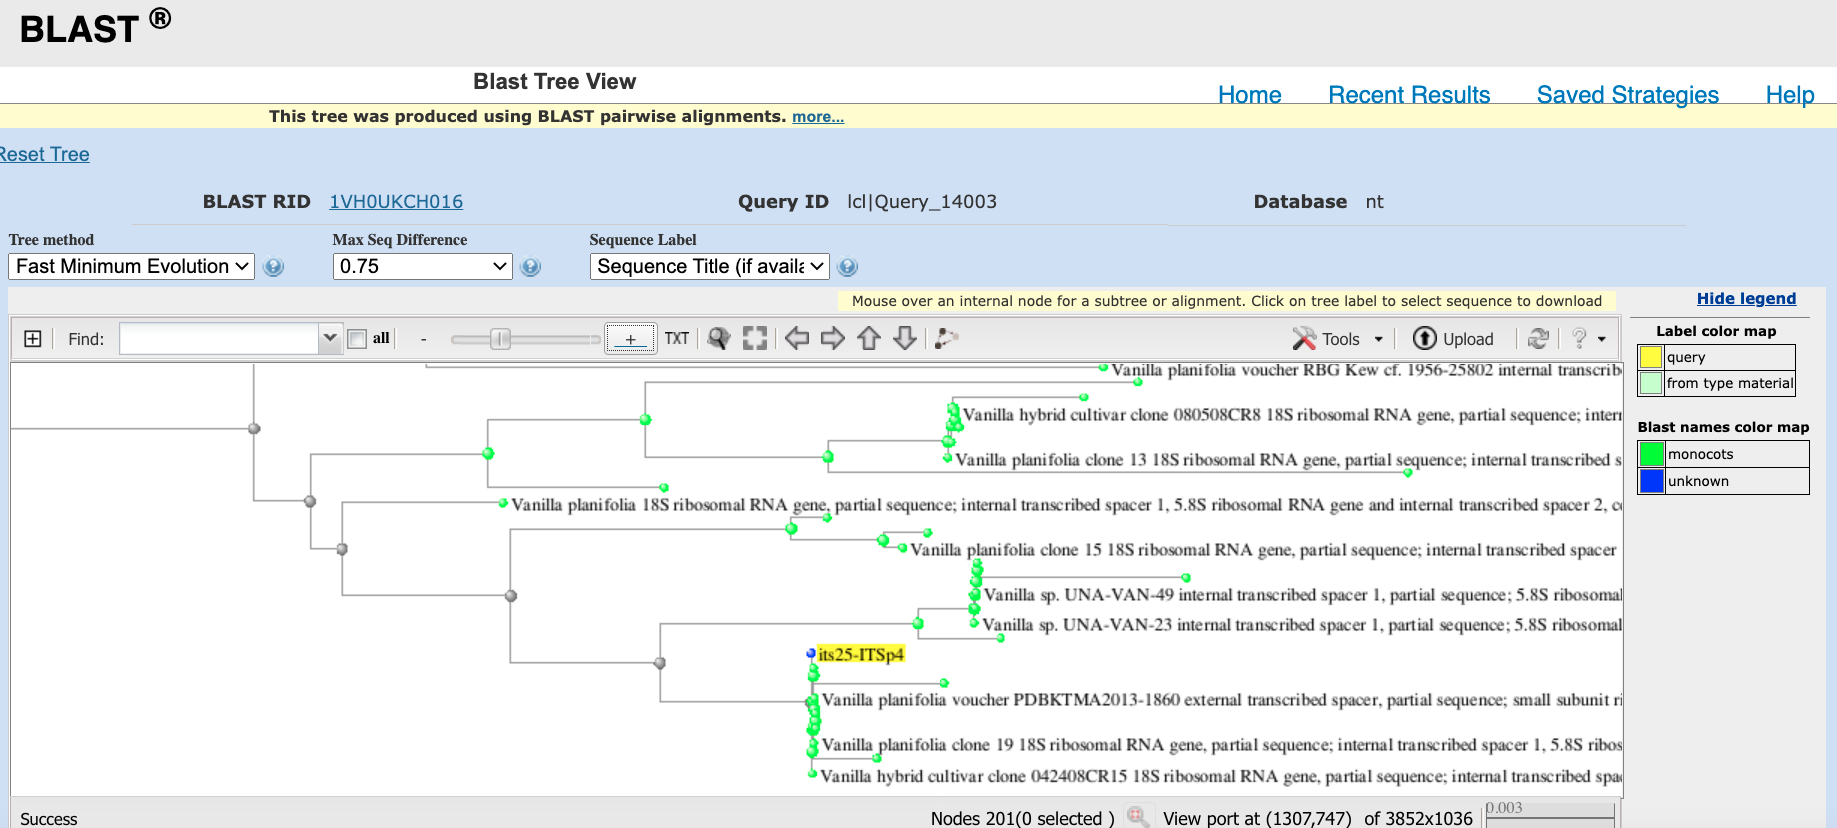 BLAST ®
Blast Tree View
Home Recent Results Saved Strategies Help
This tree was produced using BLAST pairwise alignments. more...
Reset Tree
BLAST RID 1VH0UKCH016 Query ID lcl|Query_14003 Database nt
Tree method Max Seq Difference Sequence Label
Fast Minimum Evolution 0.75 Sequence Title (if availa
Mouse over an internal node for a subtree or alignment. Click on tree label to select sequence to download
Hide legend
Find: all - + TXT Tools Upload ?
Label color map
query
from type material
Blast names color map
monocots
unknown
Vanilla planifolia voucher RBG Kew cf. 1956-25802 internal transcrib
Vanilla hybrid cultivar clone 080508CR8 18S ribosomal RNA gene, partial sequence; inter
Vanilla planifolia clone 13 18S ribosomal RNA gene, partial sequence; internal transcribed s
Vanilla planifolia 18S ribosomal RNA gene, partial sequence; internal transcribed spacer 1, 5.8S ribosomal RNA gene and internal transcribed spacer 2, co
Vanilla planifolia clone 15 18S ribosomal RNA gene, partial sequence; internal transcribed spacer
Vanilla sp. UNA-VAN-49 internal transcribed spacer 1, partial sequence; 5.8S ribosomal
Vanilla sp. UNA-VAN-23 internal transcribed spacer 1, partial sequence; 5.8S ribosomal
its25-ITSp4
Vanilla planifolia voucher PDBKTMA2013-1860 external transcribed spacer, partial sequence; small subunit ri
Vanilla planifolia clone 19 18S ribosomal RNA gene, partial sequence; internal transcribed spacer 1, 5.8S ribos
Vanilla hybrid cultivar clone 042408CR15 18S ribosomal RNA gene, partial sequence; internal transcribed spa
Success Nodes 201(0 selected ) View port at (1307,747) of 3852x1036 0.003